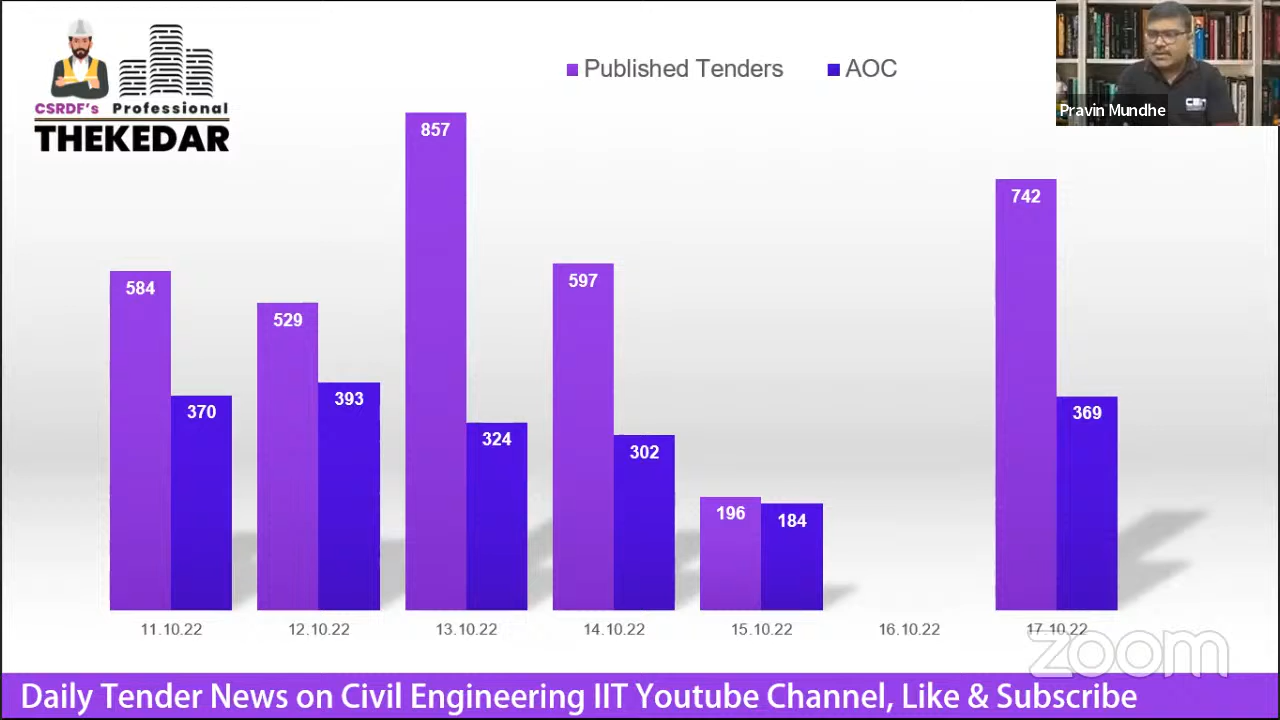 CSRDF's Professional
THEKEDAR
Published Tenders
AOC
Pravin Mundhe
857
742
584
597
529
370
393
324
302
369
196
184
11.10.22
12.10.22
13.10.22
14.10.22
15.10.22
16.10.22
17.10.22
zoom
Daily Tender News on Civil Engineering IIT Youtube Channel, Like & Subscribe